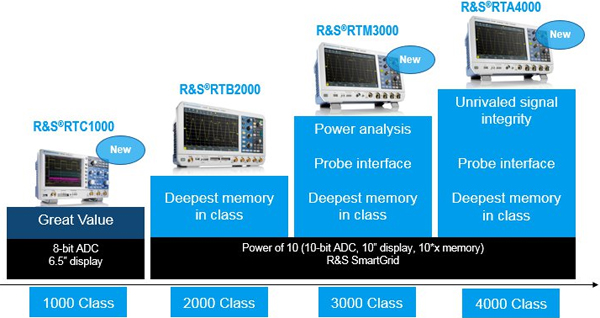 R&S®RTC1000
New
Great Value
8-bit ADC
6.5" display
1000 Class
R&S®RTB2000
Deepest memory
in class
2000 Class
R&S®RTM3000
New
Power analysis
Probe interface
Deepest memory
in class
3000 Class
R&S®RTA4000
New
Unrivaled signal
integrity
Probe interface
Deepest memory
in class
4000 Class
Power of 10 (10-bit ADC, 10" display, 10*x memory)
R&S SmartGrid